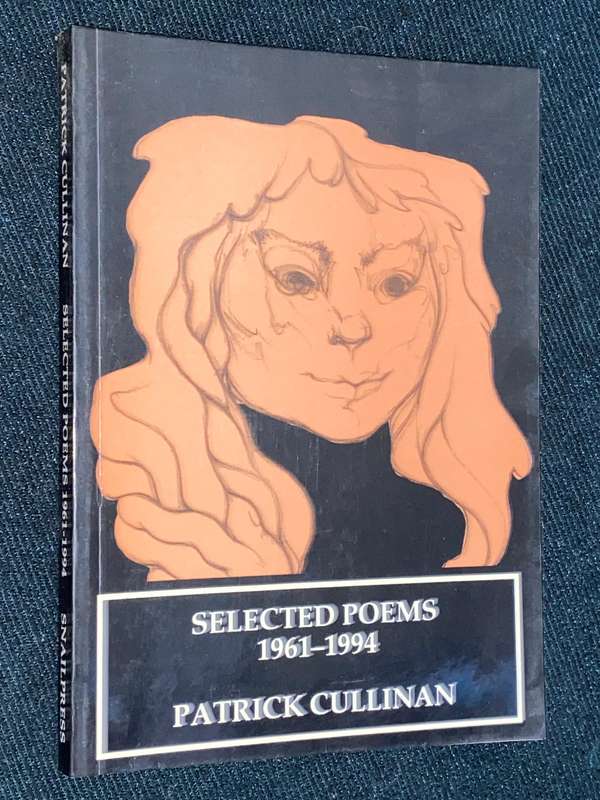 SELECTED POEMS
1961–1994
PATRICK CULLINAN
PATRICK CULLINAN SELECTED POEMS 1961-1994 SNAILPRESS